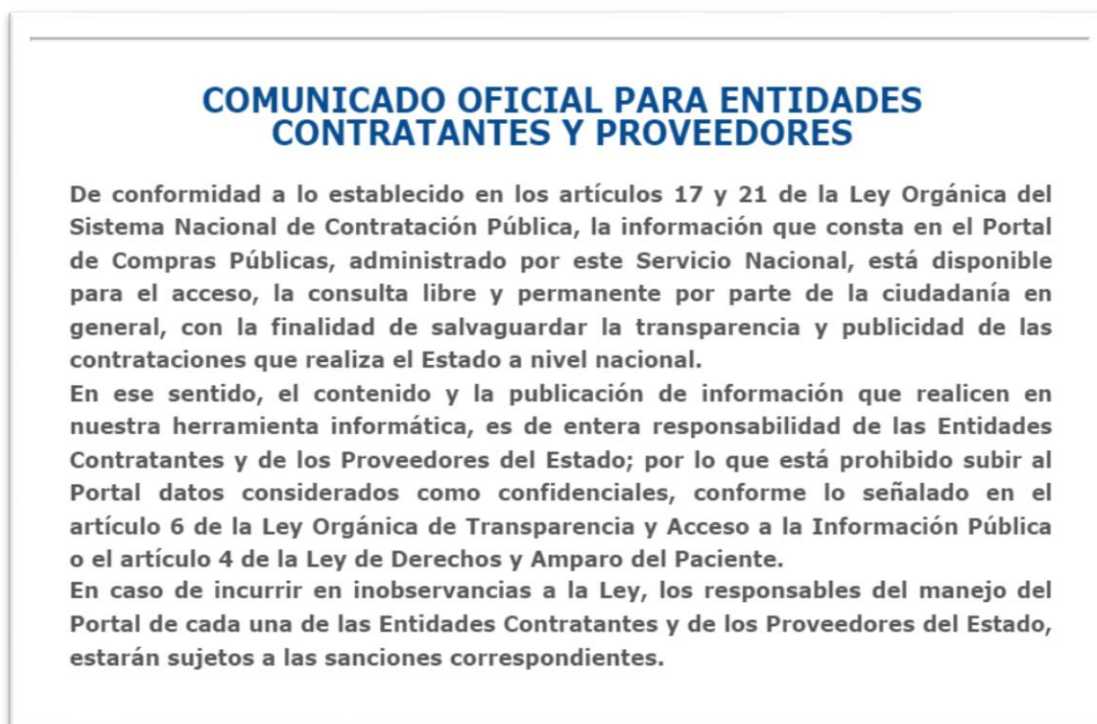 COMUNICADO OFICIAL PARA ENTIDADES
CONTRATANTES Y PROVEEDORES
De conformidad a lo establecido en los artículos 17 y 21 de la Ley Orgánica del
Sistema Nacional de Contratación Pública, la información que consta en el Portal
de Compras Públicas, administrado por este Servicio Nacional, está disponible
para el acceso, la consulta libre y permanente por parte de la ciudadanía en
general, con la finalidad de salvaguardar la transparencia y publicidad de las
contrataciones que realiza el Estado a nivel nacional.
En ese sentido, el contenido y la publicación de información que realicen en
nuestra herramienta informática, es de entera responsabilidad de las Entidades
Contratantes y de los Proveedores del Estado; por lo que está prohibido subir al
Portal datos considerados como confidenciales, conforme lo señalado en el
artículo 6 de la Ley Orgánica de Transparencia y Acceso a la Información Pública
o el artículo 4 de la Ley de Derechos y Amparo del Paciente.
En caso de incurrir en inobservancias a la Ley, los responsables del manejo del
Portal de cada una de las Entidades Contratantes y de los Proveedores del Estado,
estarán sujetos a las sanciones correspondientes.